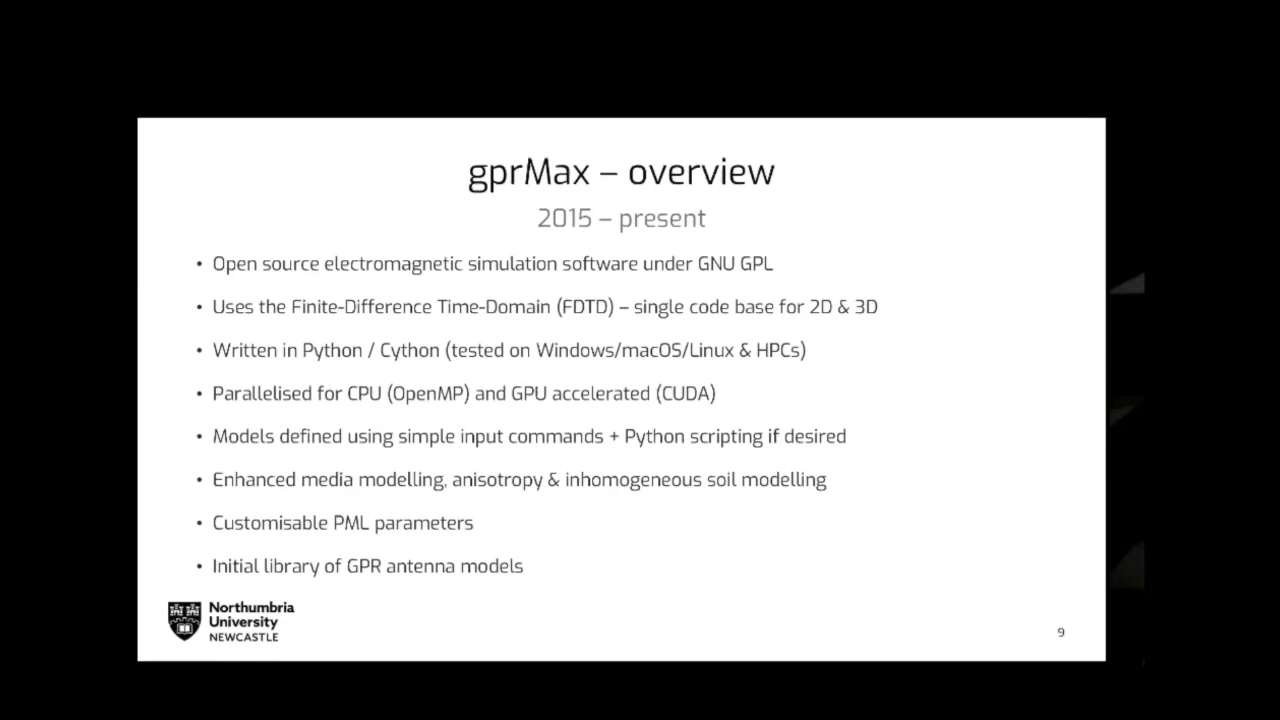 gprMax – overview
2015 – present
• Open source electromagnetic simulation software under GNU GPL
• Uses the Finite-Difference Time-Domain (FDTD) – single code base for 2D & 3D
• Written in Python / Cython (tested on Windows/macOS/Linux & HPCs)
• Parallelised for CPU (OpenMP) and GPU accelerated (CUDA)
• Models defined using simple input commands + Python scripting if desired
• Enhanced media modelling, anisotropy & inhomogeneous soil modelling
• Customisable PML parameters
• Initial library of GPR antenna models
Northumbria
University
NEWCASTLE
9